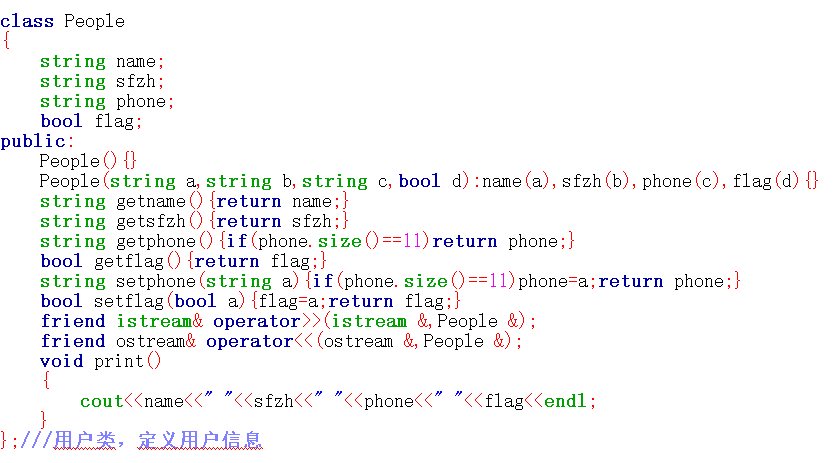 class People
{
    string name;
    string sfzh;
    string phone;
    bool flag;
public:
    People(){}
    People(string a,string b,string c,bool d):name(a),sfzh(b),phone(c),flag(d){}
    string getname(){return name;}
    string getsfzh(){return sfzh;}
    string getphone(){if(phone.size()==11)return phone;}
    bool getflag(){return flag;}
    string setphone(string a){if(phone.size()==11)phone=a;return phone;}
    bool setflag(bool a){flag=a;return flag;}
    friend istream& operator>>(istream &,People &);
    friend ostream& operator<<(ostream &,People &);
    void print()
    {
        cout<<name<<" "<<sfzh<<" "<<phone<<" "<<flag<<endl;
    }
};///用户类，定义用户信息